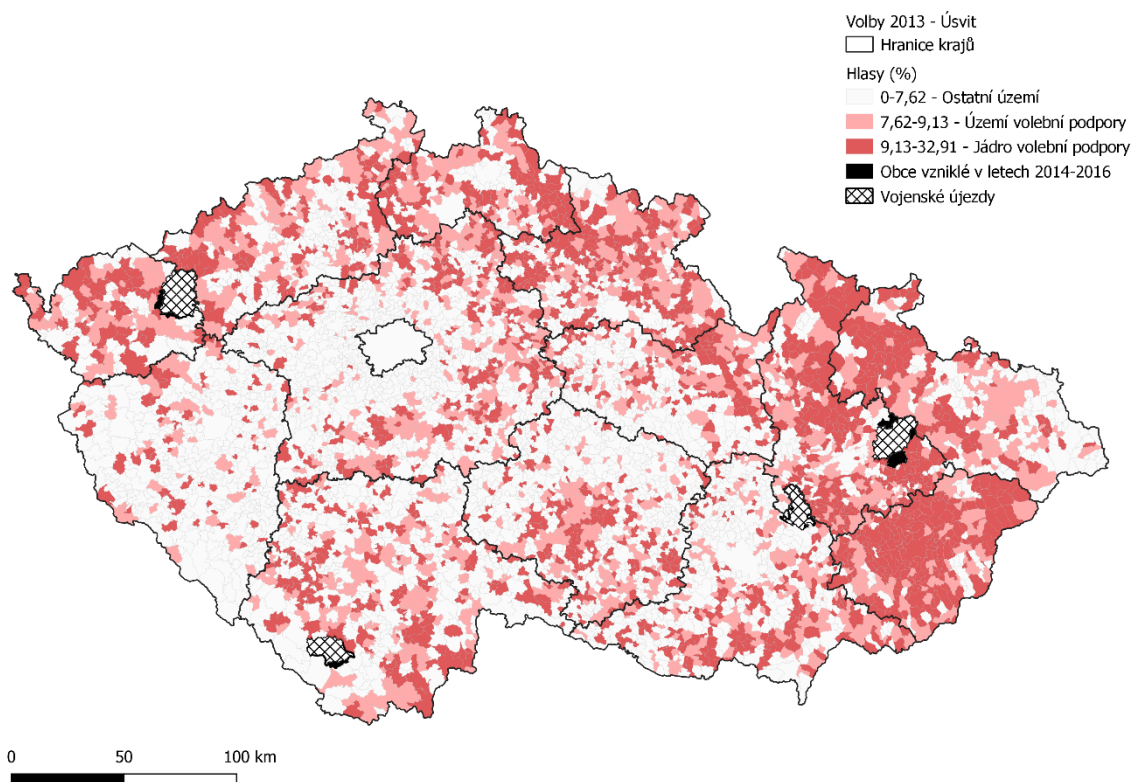 Volby 2013 - Úsvit
Hranice krajů
Hlasy (%)
0-7,62 - Ostatní území
7,62-9,13 - Území volební podpory
9,13-32,91 - Jádro volební podpory
Obce vzniklé v letech 2014-2016
Vojenské újezdy
0 50 100 km